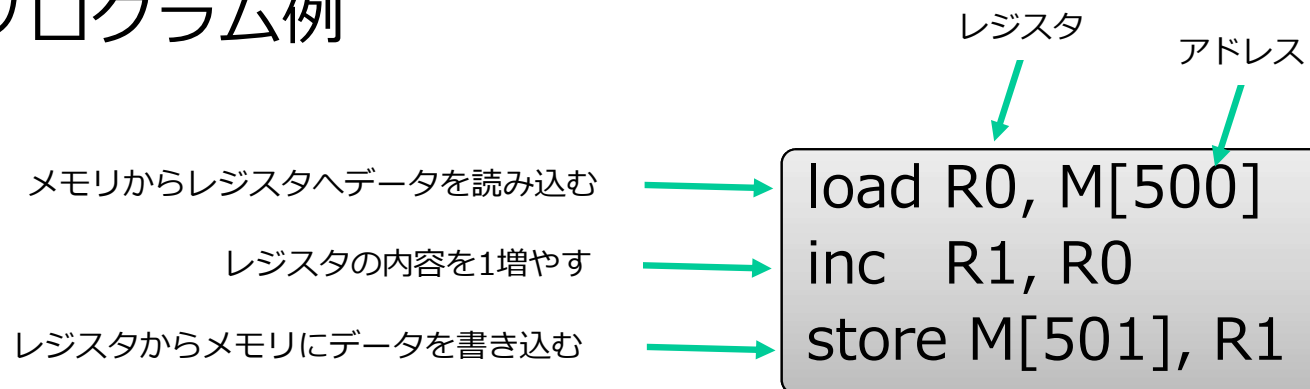 プログラム例
レジスタ
アドレス
メモリからレジスタへデータを読み込む
load R0, M[500]
レジスタの内容を1増やす
inc R1, R0
レジスタからメモリにデータを書き込む
store M[501], R1